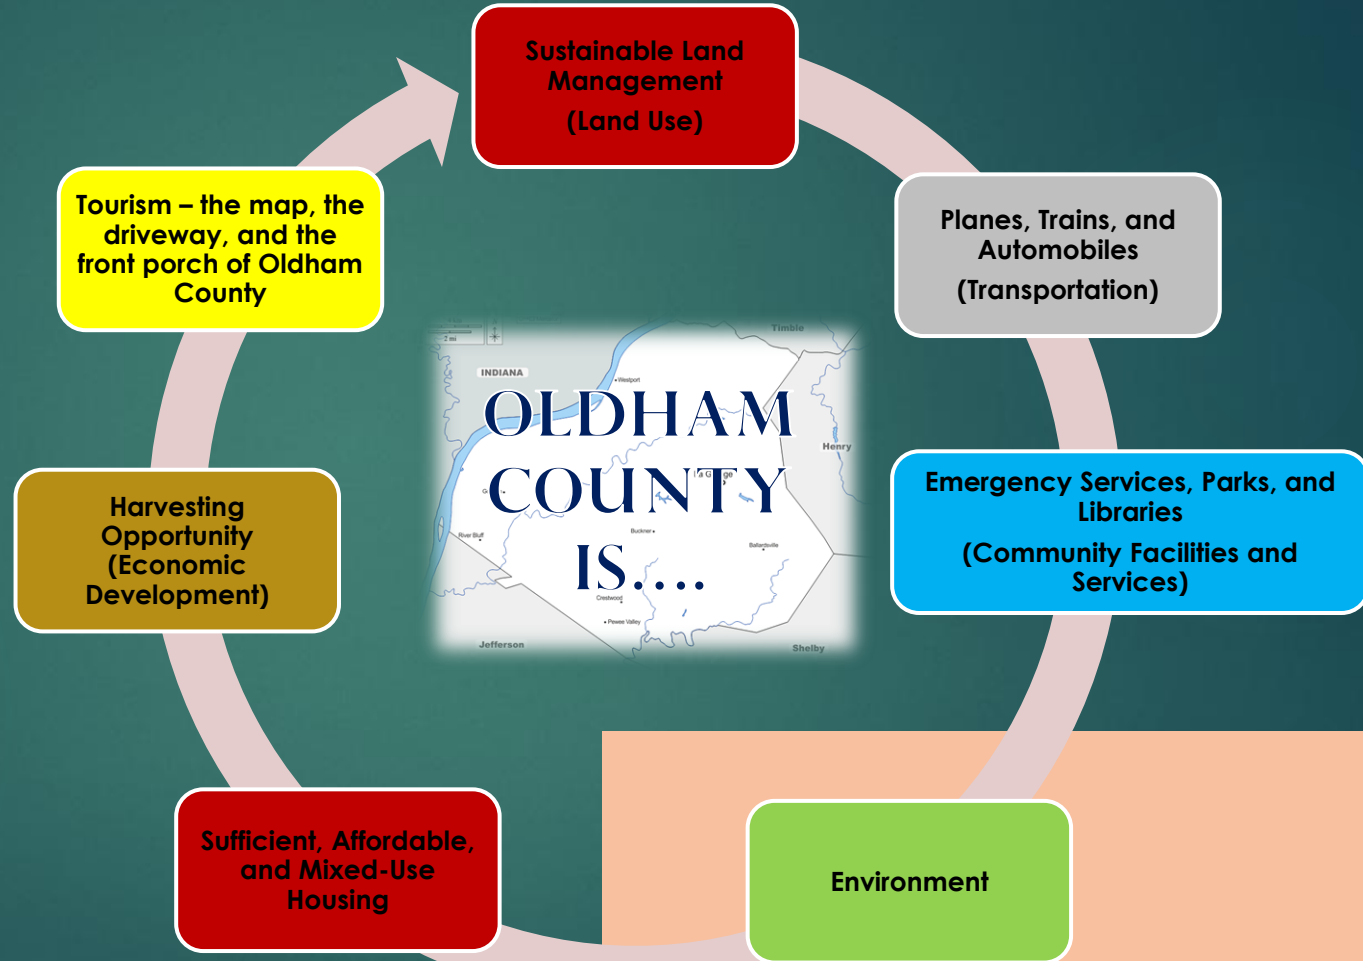 Sustainable Land
Management
(Land Use)
Planes, Trains, and
Automobiles
(Transportation)
Emergency Services, Parks, and
Libraries
(Community Facilities and
Services)
Environment
Sufficient, Affordable,
and Mixed-Use
Housing
Harvesting
Opportunity
(Economic
Development)
Tourism – the map, the
driveway, and the
front porch of Oldham
County
OLDHAM
COUNTY
IS....
2 mi
Timble
INDIANA
Westport
Henry
River Bluff
Buckner
Ballardsville
Crestwood
Pewee Valley
Jefferson
Shelby